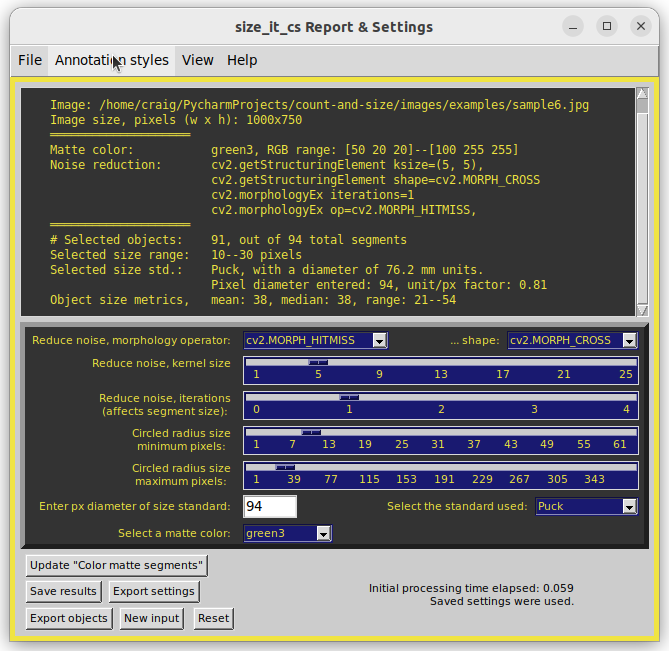 size_it_cs Report & Settings
File Annotation styles View Help
Image: /home/craig/PycharmProjects/count-and-size/images/examples/sample6.jpg
Image size, pixels (w x h): 1000x750
Matte color: green3, RGB range: [50 20 20]--[100 255 255]
Noise reduction: cv2.getStructuringElement ksize=(5, 5),
cv2.getStructuringElement shape=cv2.MORPH_CROSS
cv2.morphologyEx iterations=1
cv2.morphologyEx op=cv2.MORPH_HITMISS,
# Selected objects: 91, out of 94 total segments
Selected size range: 10--30 pixels
Selected size std.: Puck, with a diameter of 76.2 mm units.
Pixel diameter entered: 94, unit/px factor: 0.81
Object size metrics, mean: 38, median: 38, range: 21--54
Reduce noise, morphology operator: cv2.MORPH_HITMISS ... shape: cv2.MORPH_CROSS
Reduce noise, kernel size
1 5 9 13 17 21 25
Reduce noise, iterations
(affects segment size): 0 1 2 3 4
Circled radius size
minimum pixels: 1 7 13 19 25 31 37 43 49 55 61
Circled radius size
maximum pixels: 1 39 77 115 153 191 229 267 305 343
Enter px diameter of size standard: 94 Select the standard used: Puck
Select a matte color: green3
Update "Color matte segments"
Save results Export settings
Initial processing time elapsed: 0.059
Saved settings were used.
Export objects New input Reset